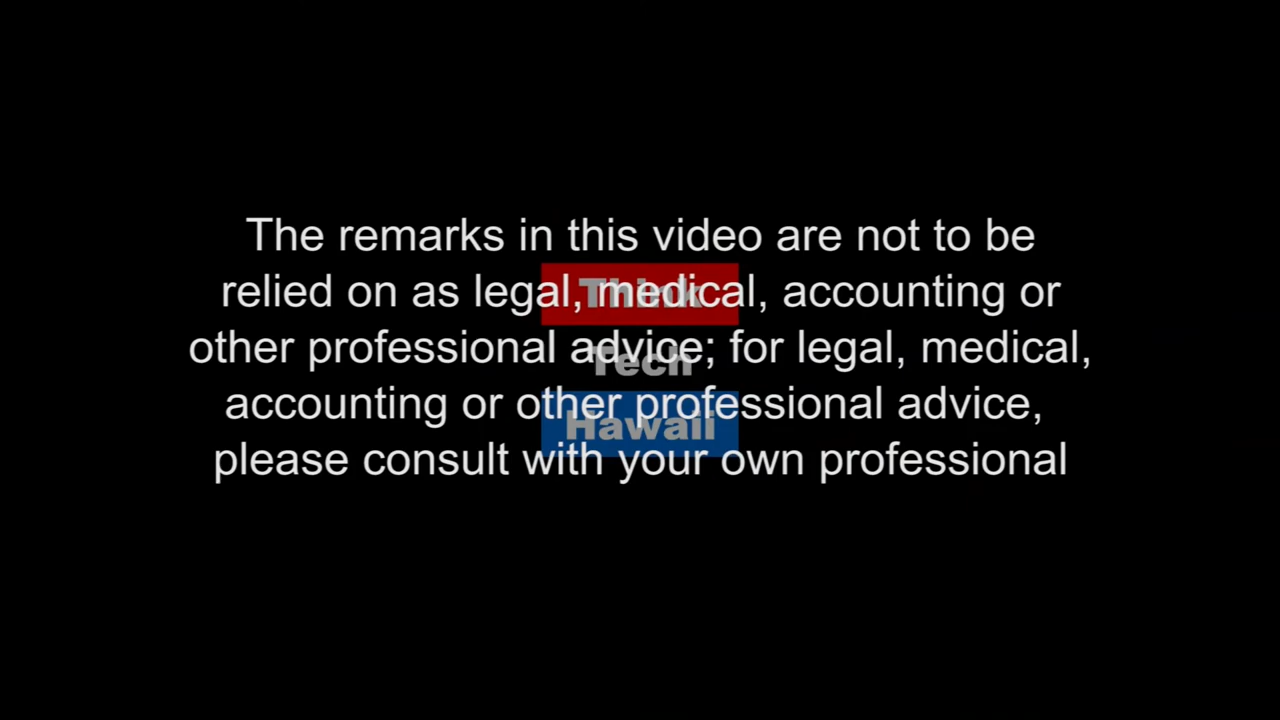 The remarks in this video are not to be
relied on as legal, medical, accounting or
other professional advice; for legal, medical,
accounting or other professional advice,
please consult with your own professional
Think
Tech
Hawaii